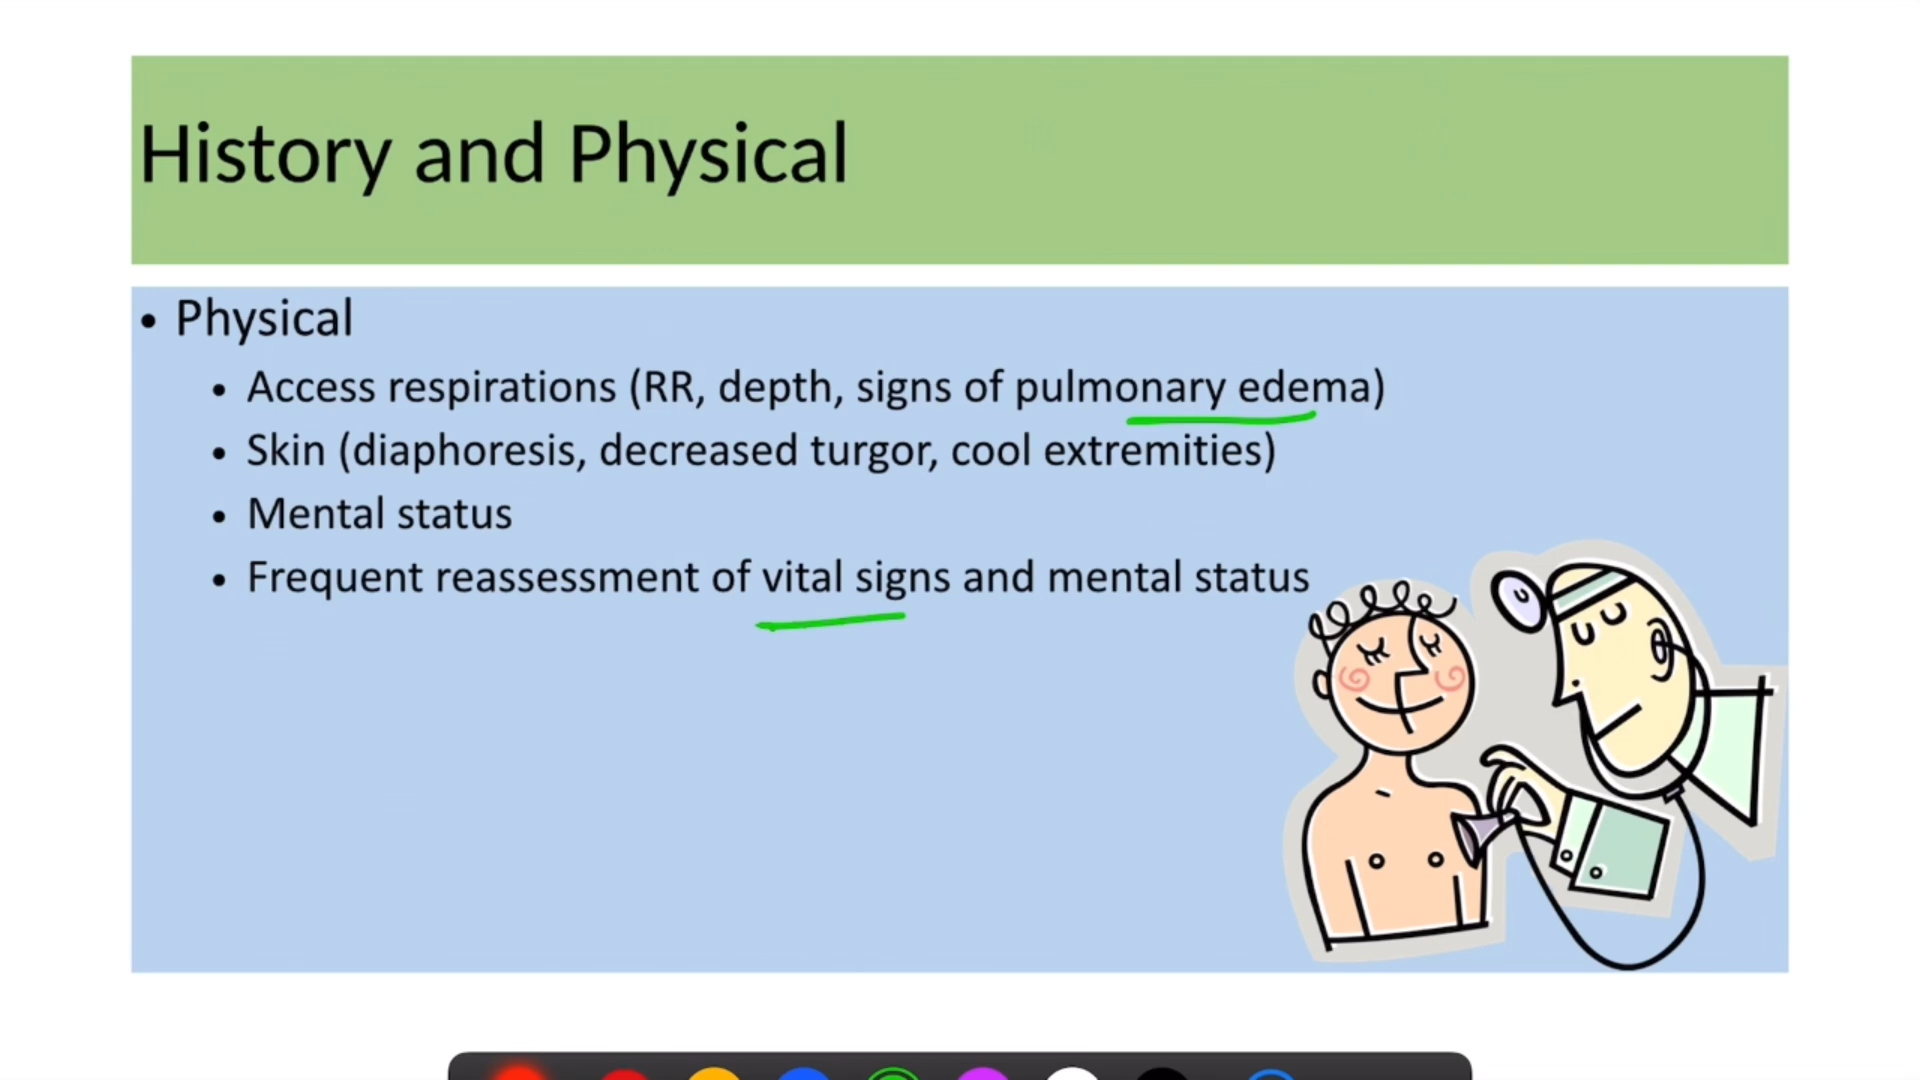 History and Physical
• Physical
• Access respirations (RR, depth, signs of pulmonary edema)
• Skin (diaphoresis, decreased turgor, cool extremities)
• Mental status
• Frequent reassessment of vital signs and mental status